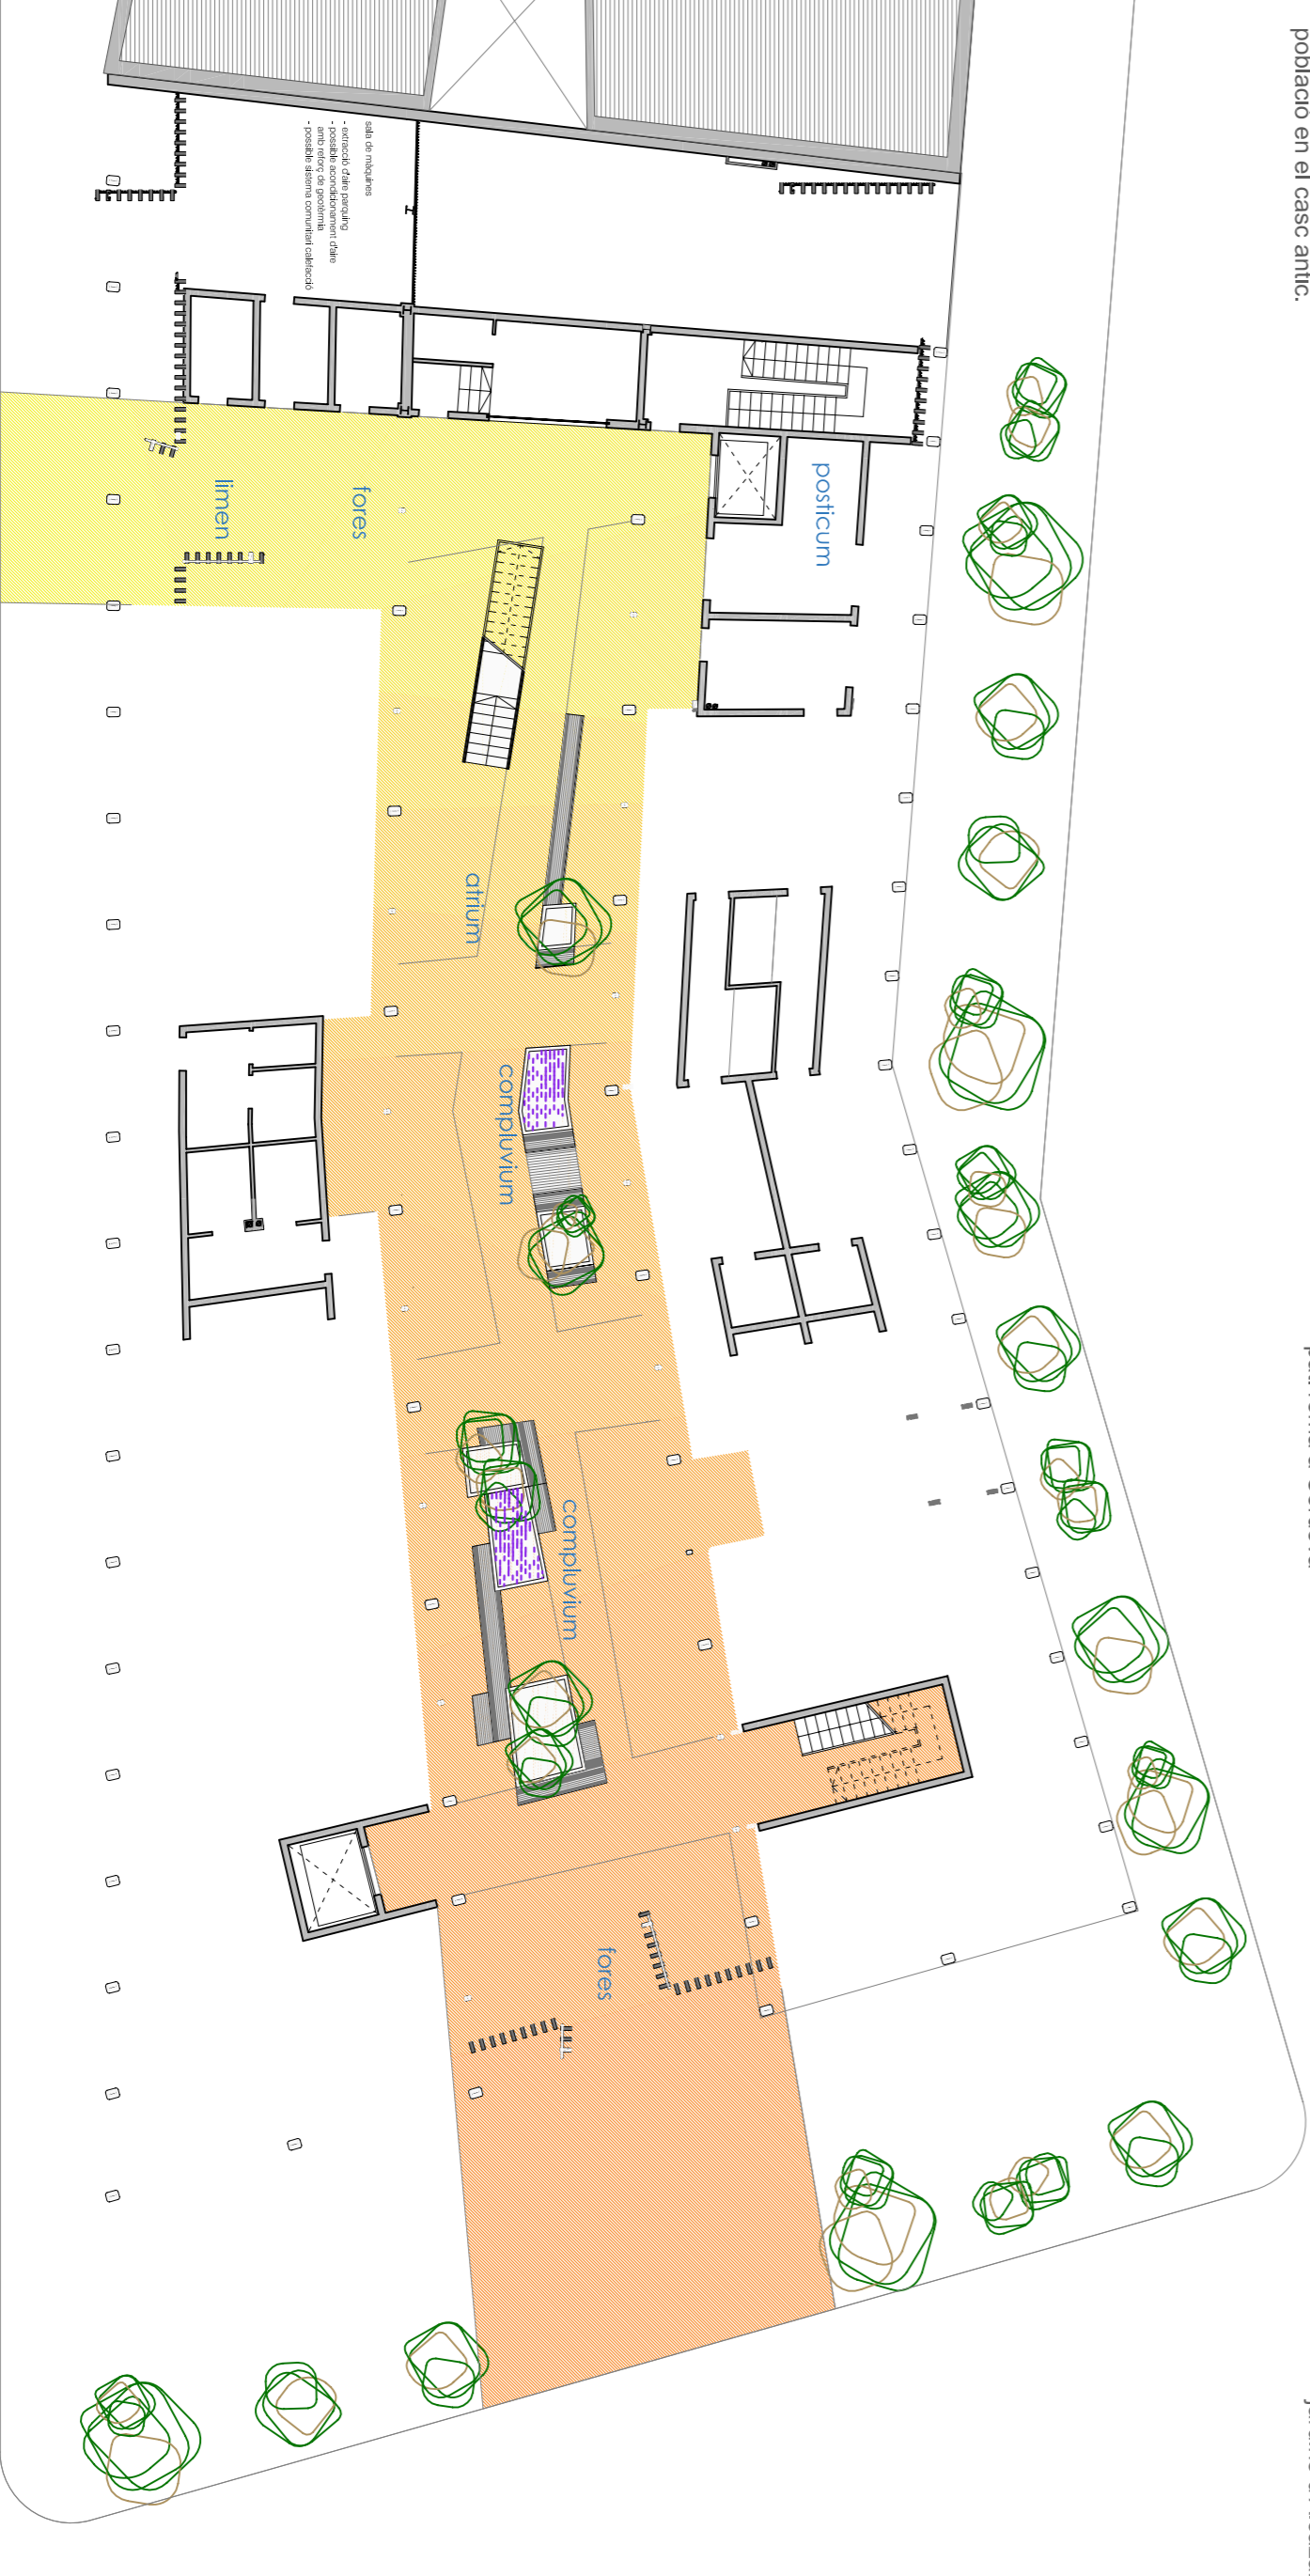 població en el casc antic.
sala de màquines
- extracció d'aire parquing
- possible acondicionament d'aire
amb reforç de geotèrmia
- possible sistema comunitari calefacció
posticum
fores
limen
atrium
compluvium
compluvium
fores